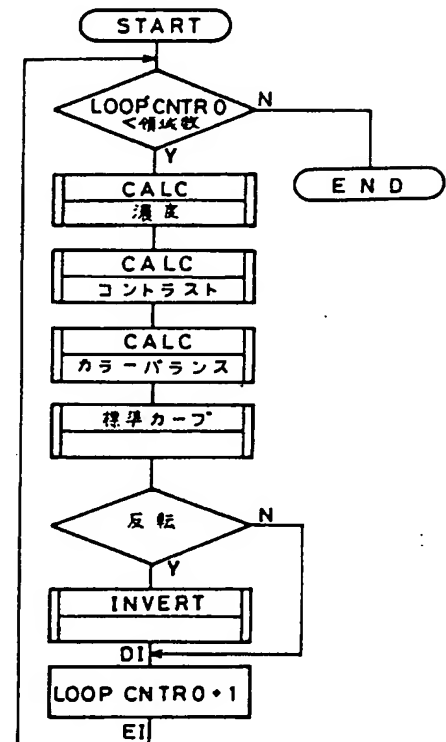 START
LOOP CNTR0
<領域数
N
Y
END
CALC
濃度
CALC
コントラスト
CALC
カラーバランス
標準カーブ
反転
N
Y
INVERT
DI
LOOP CNTR0+1
EI